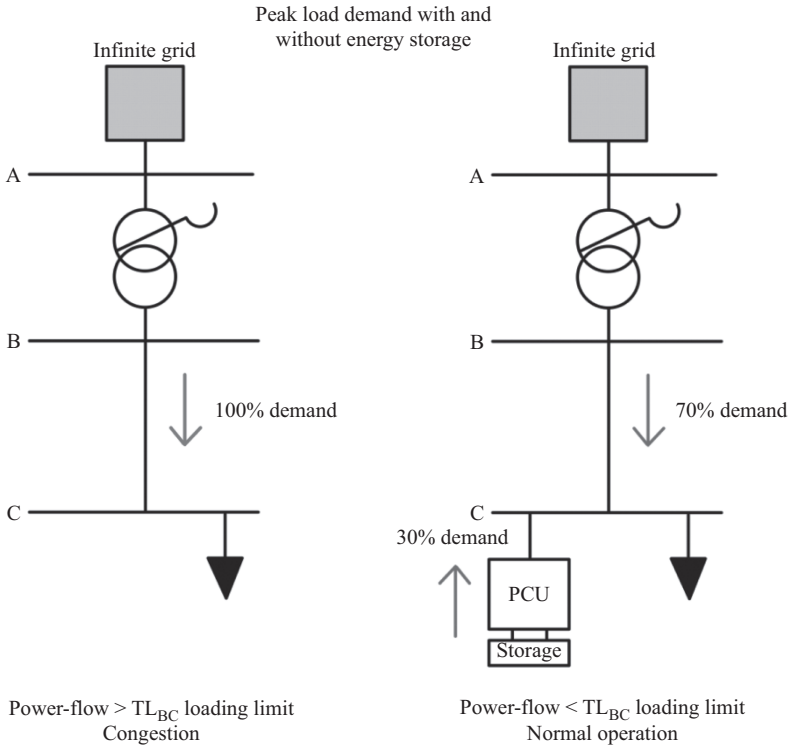 Peak load demand with and
without energy storage
Infinite grid
A
B
100% demand
C
Power-flow > TL_BC loading limit
Congestion
Infinite grid
A
B
70% demand
C
30% demand
PCU
Storage
Power-flow < TL_BC loading limit
Normal operation